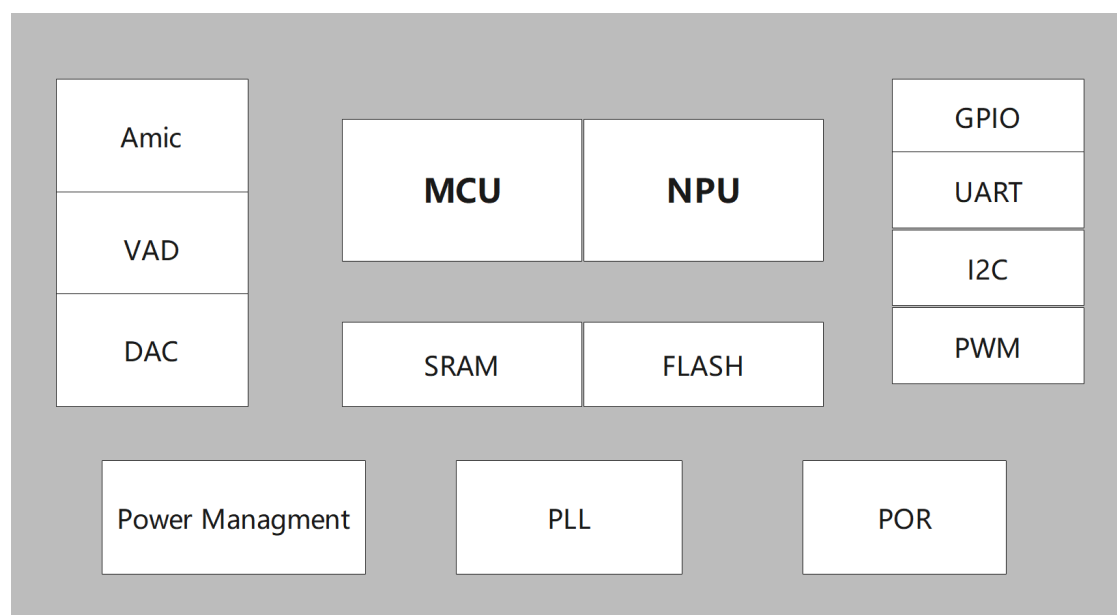 Amic
VAD
DAC
MCU
NPU
SRAM
FLASH
GPIO
UART
I2C
PWM
Power Managment
PLL
POR